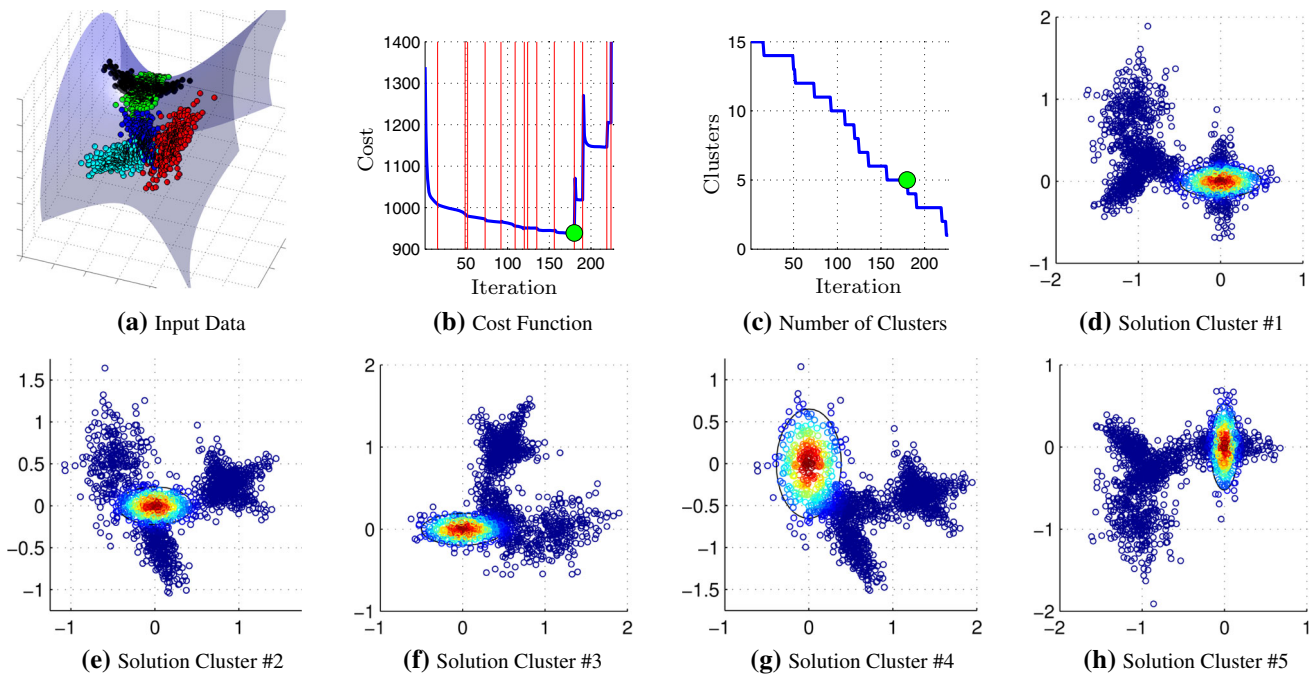 1400
1300
1200
1100
1000
900
Cost
50 100 150 200
Iteration
15
10
5
0
Clusters
50 100 150 200
Iteration
2
1
0
−1
−2 −1 0 1
(a) Input Data
(b) Cost Function
(c) Number of Clusters
(d) Solution Cluster #1
1.5
1
0.5
0
−0.5
−1
−1 0 1
2
1
0
−1
−1 0 1 2
1
0.5
0
−0.5
−1
−1.5
−1 0 1 2
1
0
−1
−2
−2 −1 0 1
(e) Solution Cluster #2
(f) Solution Cluster #3
(g) Solution Cluster #4
(h) Solution Cluster #5